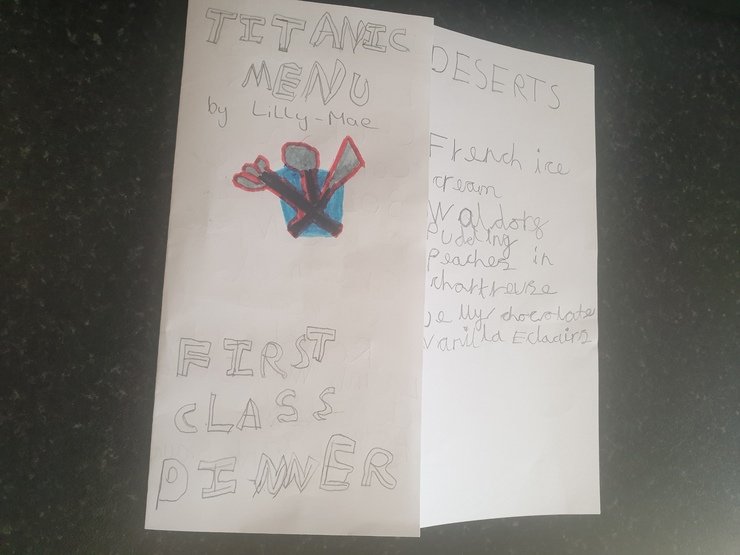 TITANIC
MENU
by Lilly-Mae
FIRST
CLASS
DINNER
DESERTS
French ice
cream
Waldorf
Pudding
Peaches in
chartreuse
jelly chocolate
vanilla Eclairs